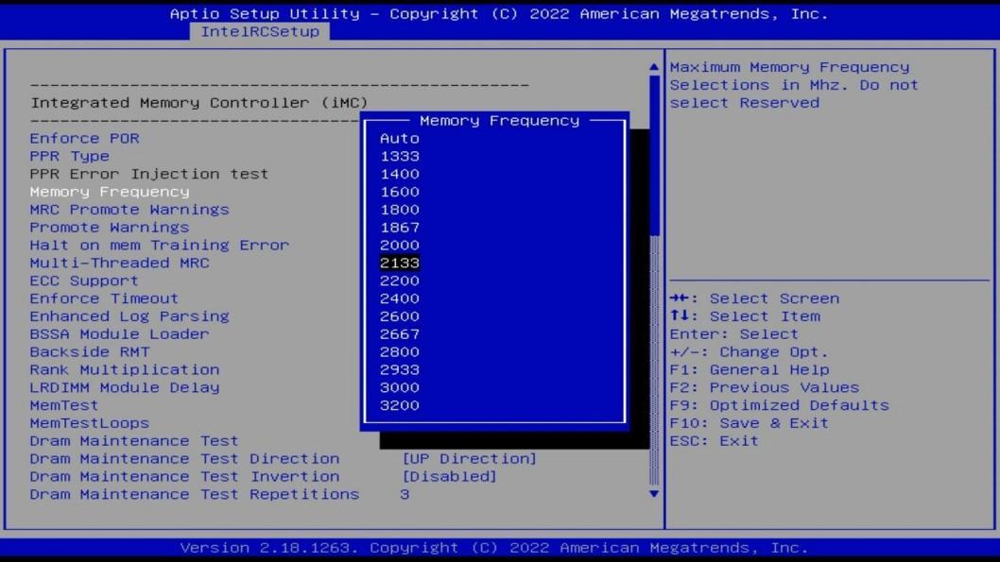 Aptio Setup Utility – Copyright (C) 2022 American Megatrends, Inc.
IntelRCSetup
Integrated Memory Controller (iMC)
Enforce POR
PPR Type
PPR Error Injection test
Memory Frequency
MRC Promote Warnings
Promote Warnings
Halt on mem Training Error
Multi-Threaded MRC
ECC Support
Enforce Timeout
Enhanced Log Parsing
BSSA Module Loader
Backside RMT
Rank Multiplication
LRDIMM Module Delay
MemTest
MemTestLoops
Dram Maintenance Test
Dram Maintenance Test Direction [UP Direction]
Dram Maintenance Test Invertion [Disabled]
Dram Maintenance Test Repetitions 3
Memory Frequency
Auto
1333
1400
1600
1800
1867
2000
2133
2200
2400
2600
2667
2800
2933
3000
3200
Maximum Memory Frequency
Selections in Mhz. Do not
select Reserved
→←: Select Screen
↑↓: Select Item
Enter: Select
+/-: Change Opt.
F1: General Help
F2: Previous Values
F9: Optimized Defaults
F10: Save & Exit
ESC: Exit
Version 2.18.1263. Copyright (C) 2022 American Megatrends, Inc.